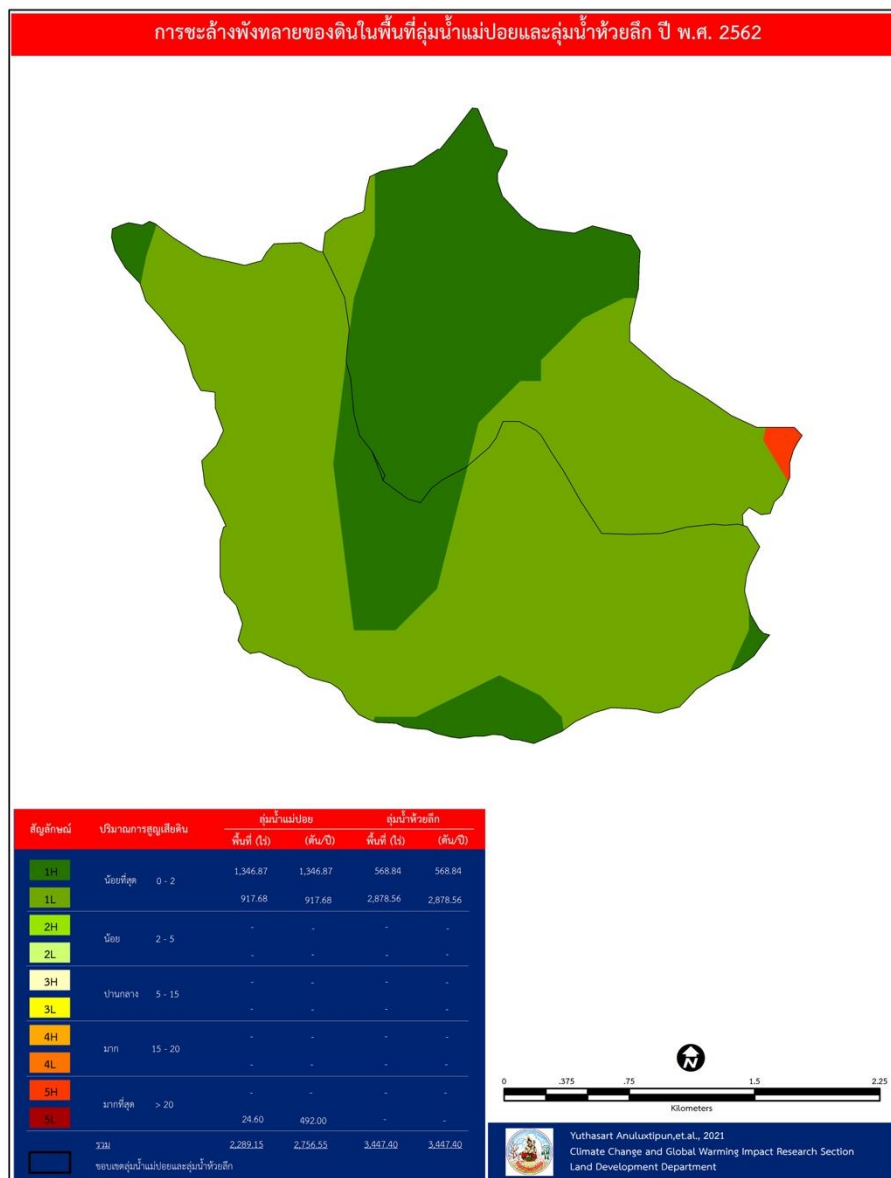 การชะล้างพังทลายของดินในพื้นที่ลุ่มน้ำแม่ปอยและลุ่มน้ำห้วยลึก ปี พ.ศ. 2562
สัญลักษณ์ ปริมาณการสูญเสียดิน ลุ่มน้ำแม่ปอย ลุ่มน้ำห้วยลึก
พื้นที่ (ไร่) (ตัน/ปี) พื้นที่ (ไร่) (ตัน/ปี)
1H น้อยที่สุด 0 - 2 1,346.87 1,346.87 568.84 568.84
1L 917.68 917.68 2,878.56 2,878.56
2H น้อย 2 - 5 - - - -
2L - - - -
3H ปานกลาง 5 - 15 - - - -
3L - - - -
4H มาก 15 - 20 - - - -
4L - - - -
5H มากที่สุด > 20 - - - -
5L 24.60 492.00 - -
รวม 2,289.15 2,756.55 3,447.40 3,447.40
ขอบเขตลุ่มน้ำแม่ปอยและลุ่มน้ำห้วยลึก
N
0 .375 .75 1.5 2.25
Kilometers
Yuthasart Anuluxtipun,et.al., 2021
Climate Change and Global Warming Impact Research Section
Land Development Department